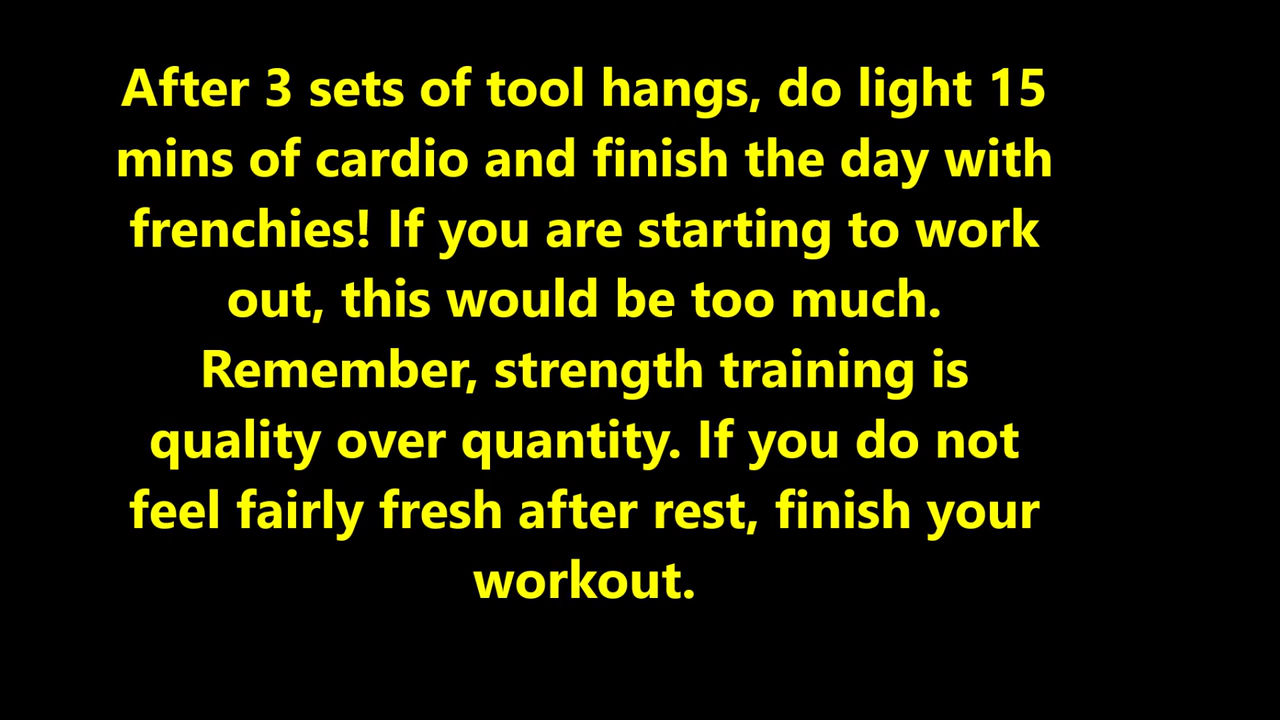 After 3 sets of tool hangs, do light 15
mins of cardio and finish the day with
frenchies! If you are starting to work
out, this would be too much.
Remember, strength training is
quality over quantity. If you do not
feel fairly fresh after rest, finish your
workout.